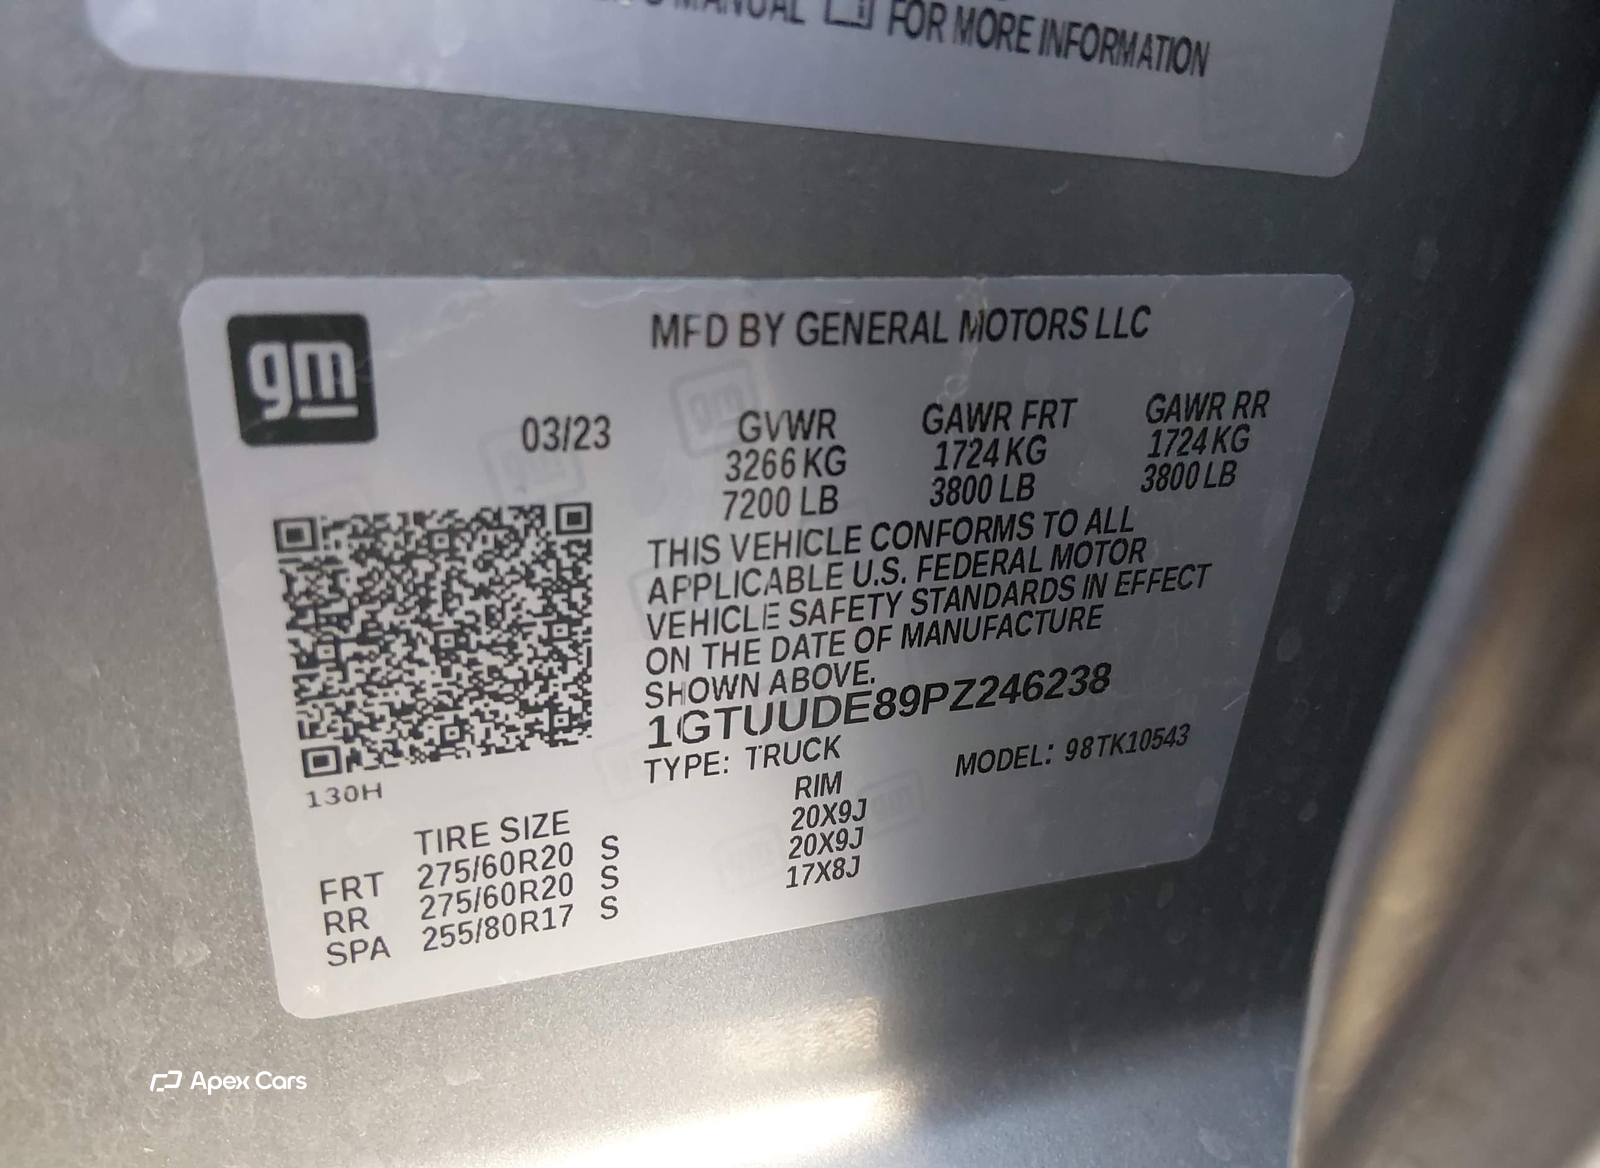 MANUAL FOR MORE INFORMATION
gm
MFD BY GENERAL MOTORS LLC
03/23
GVWR GAWR FRT GAWR RR
3266 KG 1724 KG 1724 KG
7200 LB 3800 LB 3800 LB
THIS VEHICLE CONFORMS TO ALL
APPLICABLE U.S. FEDERAL MOTOR
VEHICLE SAFETY STANDARDS IN EFFECT
ON THE DATE OF MANUFACTURE
SHOWN ABOVE.
1GTUUDE89PZ246238
TYPE: TRUCK MODEL: 98TK10543
130H
TIRE SIZE RIM
FRT 275/60R20 S 20X9J
RR 275/60R20 S 20X9J
SPA 255/80R17 S 17X8J
Apex Cars